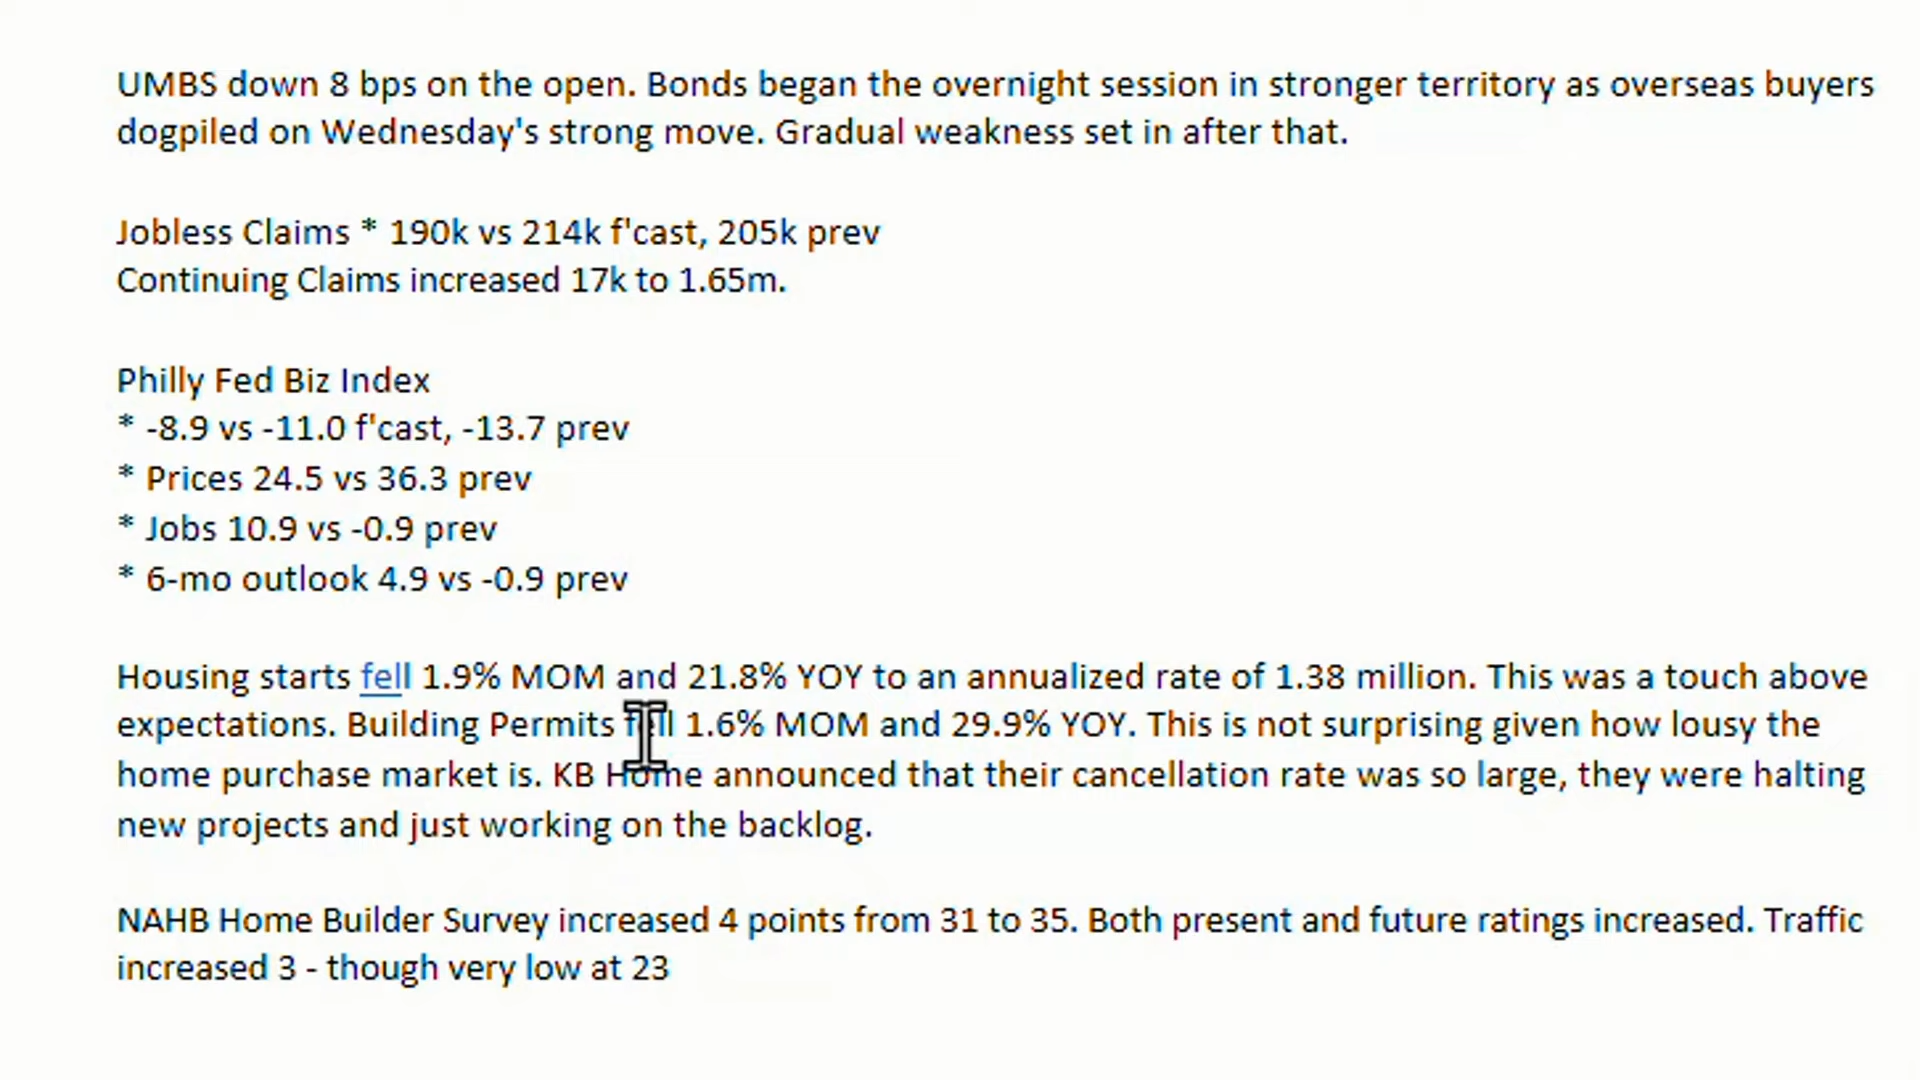 UMBS down 8 bps on the open. Bonds began the overnight session in stronger territory as overseas buyers
dogpiled on Wednesday's strong move. Gradual weakness set in after that.
Jobless Claims * 190k vs 214k f'cast, 205k prev
Continuing Claims increased 17k to 1.65m.
Philly Fed Biz Index
* -8.9 vs -11.0 f'cast, -13.7 prev
* Prices 24.5 vs 36.3 prev
* Jobs 10.9 vs -0.9 prev
* 6-mo outlook 4.9 vs -0.9 prev
Housing starts fell 1.9% MOM and 21.8% YOY to an annualized rate of 1.38 million. This was a touch above
expectations. Building Permits fell 1.6% MOM and 29.9% YOY. This is not surprising given how lousy the
home purchase market is. KB Home announced that their cancellation rate was so large, they were halting
new projects and just working on the backlog.
NAHB Home Builder Survey increased 4 points from 31 to 35. Both present and future ratings increased. Traffic
increased 3 - though very low at 23